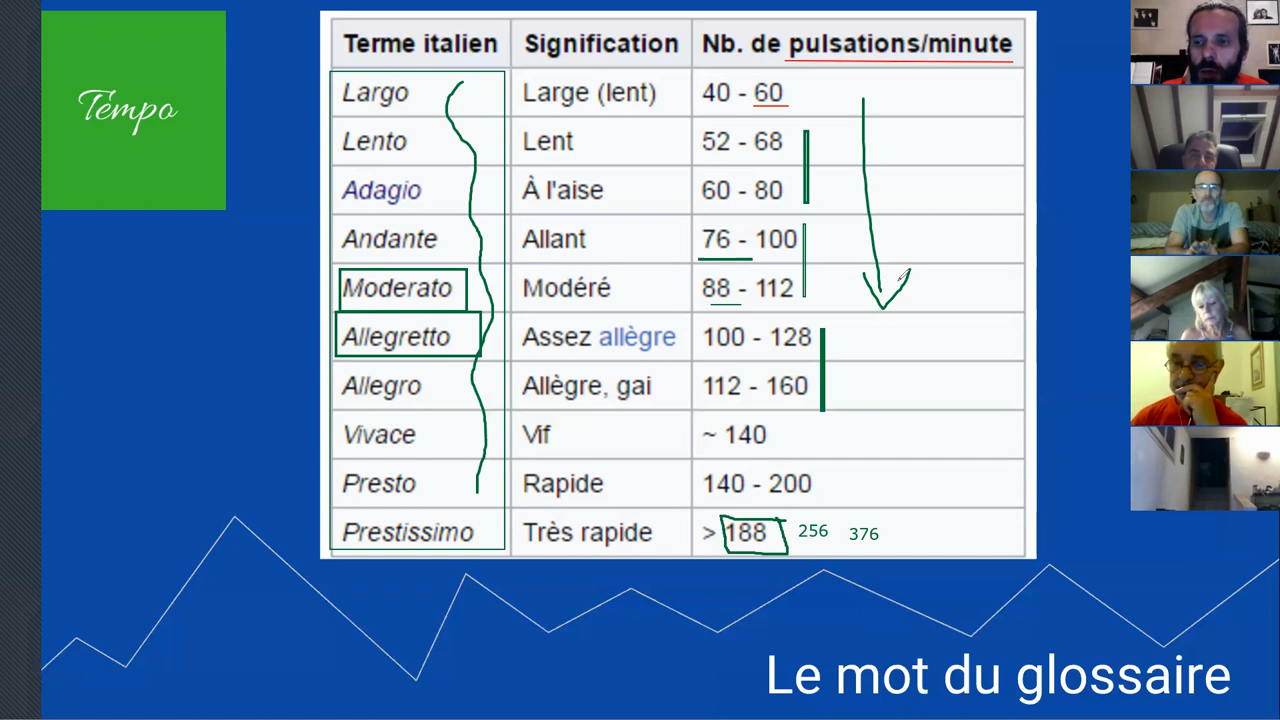 Tempo
Terme italien Signification Nb. de pulsations/minute
Largo Large (lent) 40 - 60
Lento Lent 52 - 68
Adagio À l'aise 60 - 80
Andante Allant 76 - 100
Moderato Modéré 88 - 112
Allegretto Assez allègre 100 - 128
Allegro Allègre, gai 112 - 160
Vivace Vif ~ 140
Presto Rapide 140 - 200
Prestissimo Très rapide > 188 256 376
Le mot du glossaire